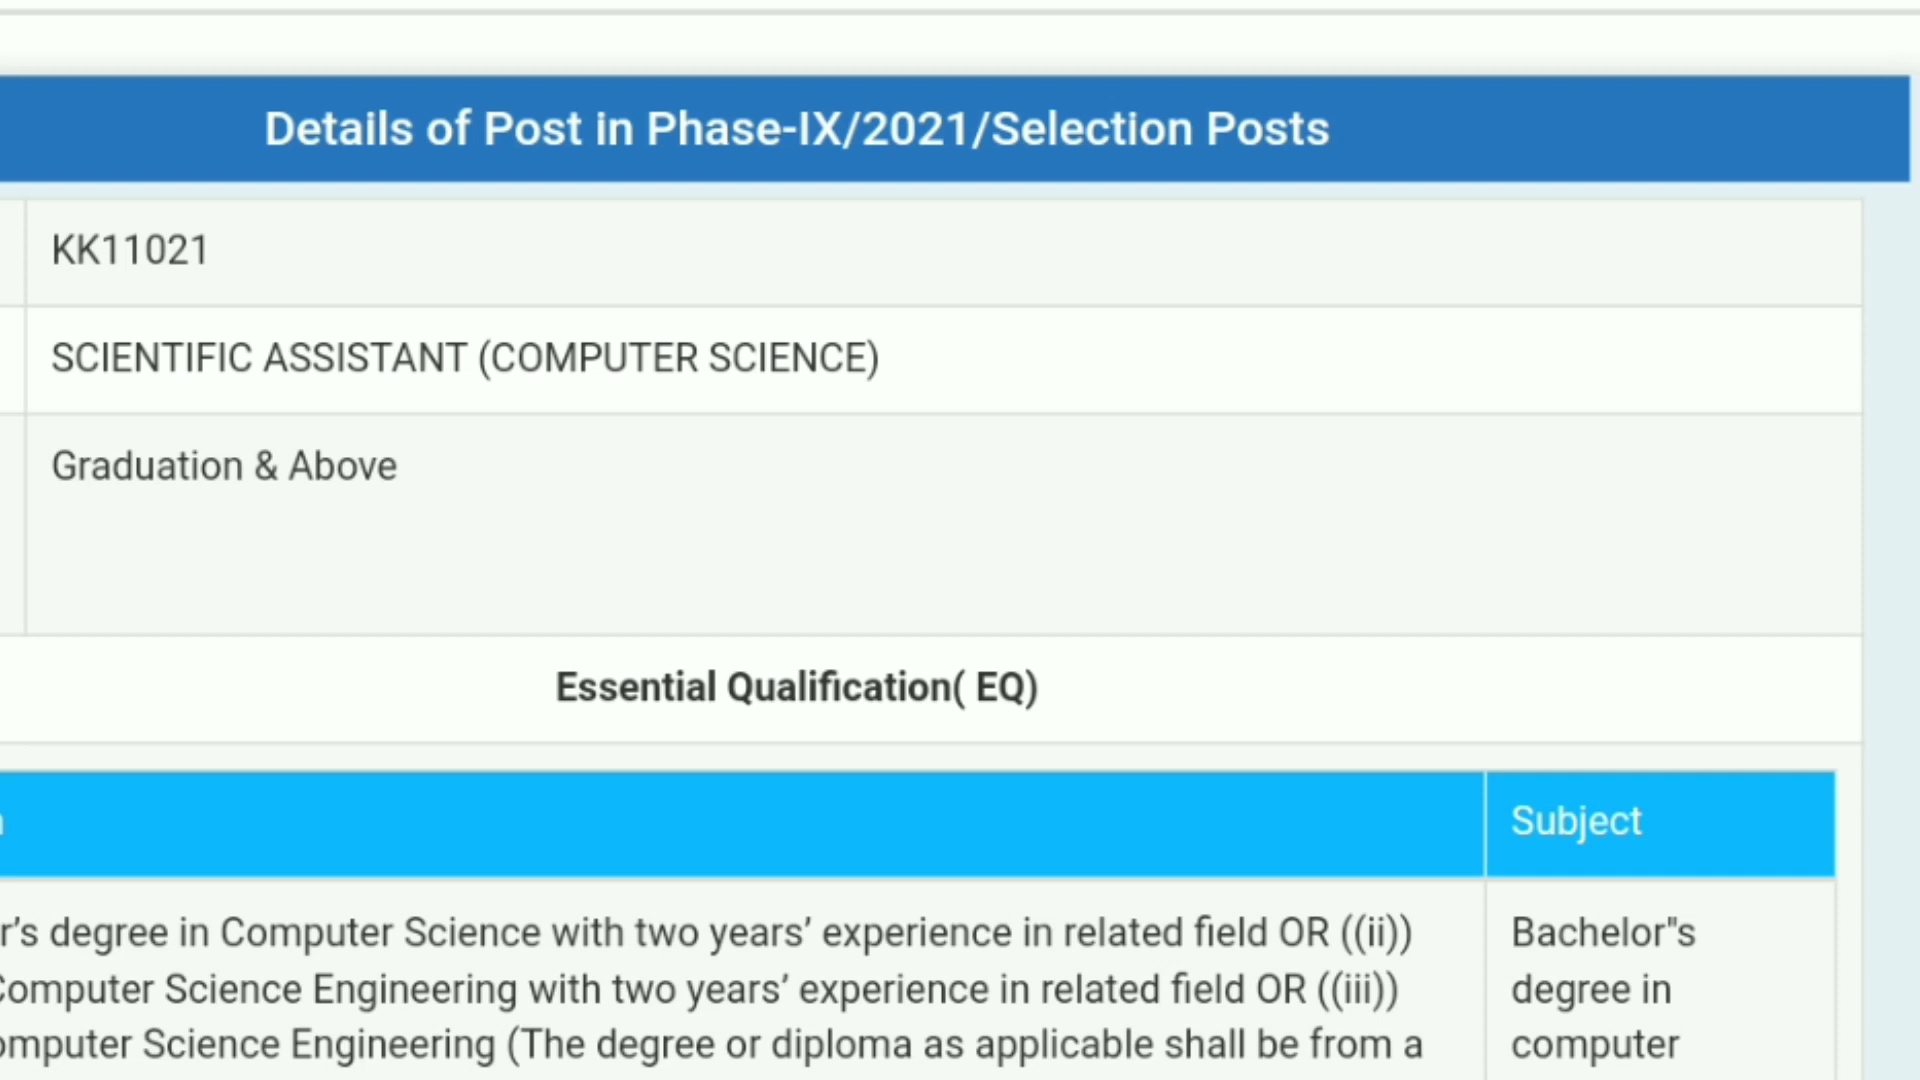 Details of Post in Phase-IX/2021/Selection Posts
KK11021
SCIENTIFIC ASSISTANT (COMPUTER SCIENCE)
Graduation & Above
Essential Qualification( EQ)
Subject
r’s degree in Computer Science with two years’ experience in related field OR ((ii))
Computer Science Engineering with two years’ experience in related field OR ((iii))
omputer Science Engineering (The degree or diploma as applicable shall be from a
Bachelor"s
degree in
computer